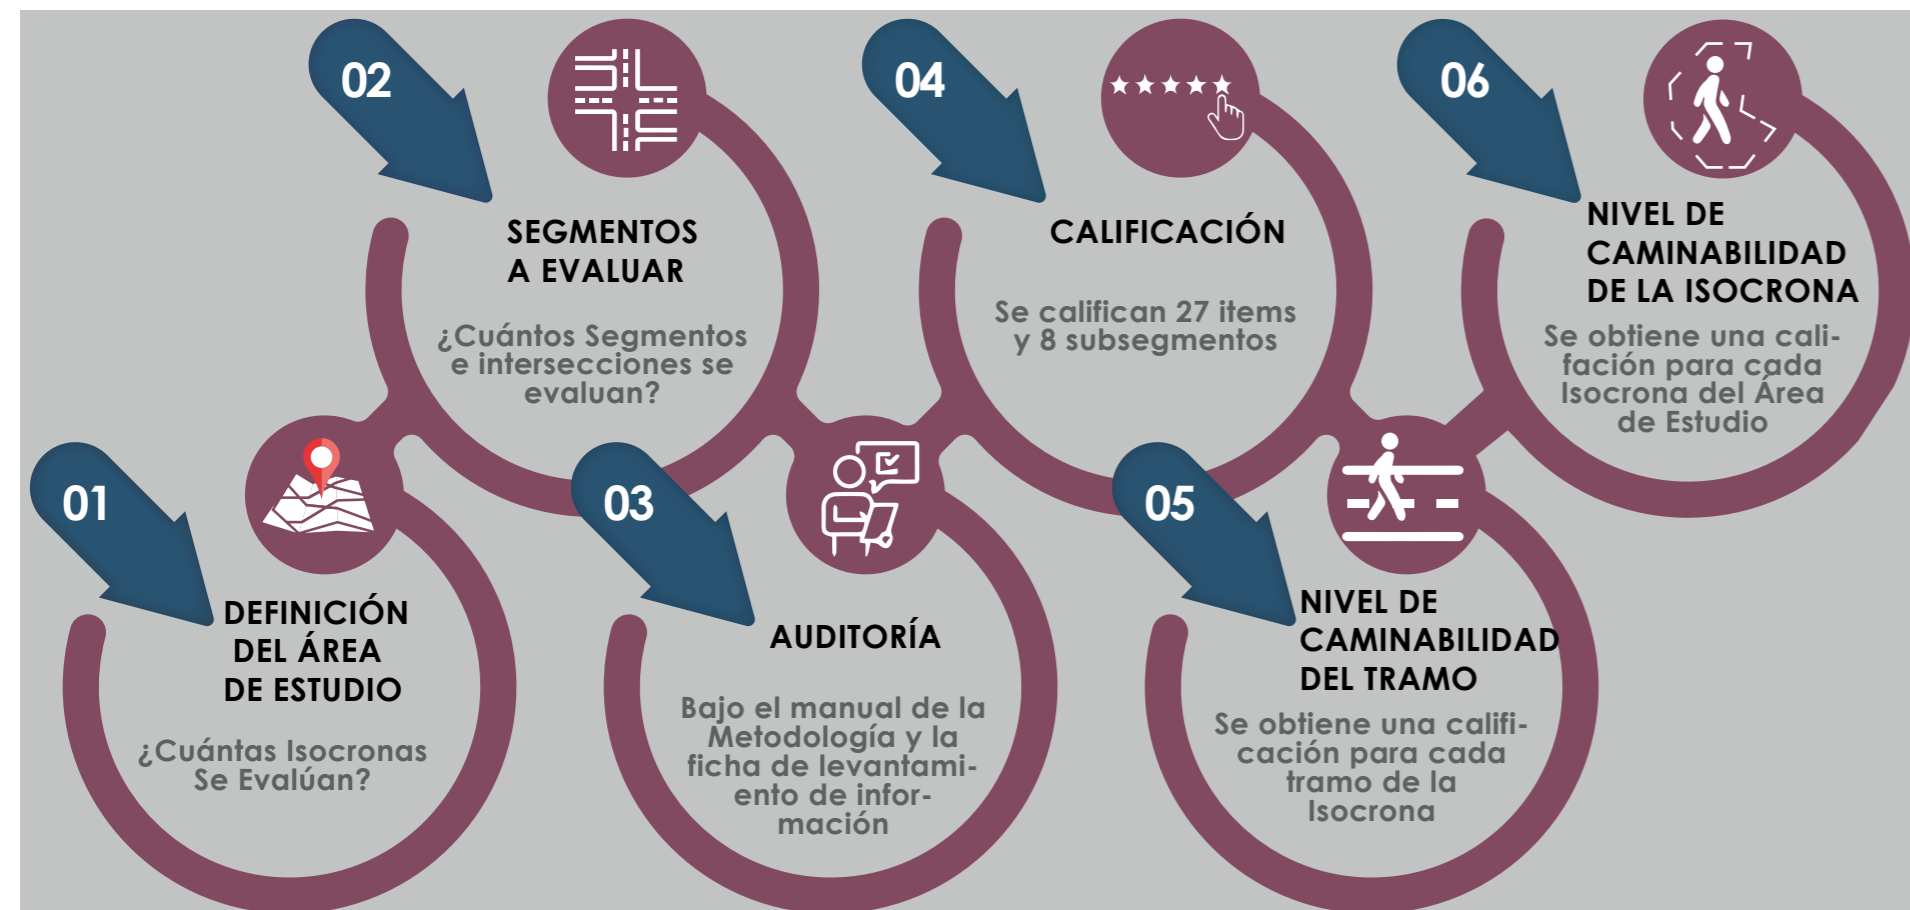 01
DEFINICIÓN
DEL ÁREA
DE ESTUDIO
¿Cuántas Isocronas
Se Evalúan?
02
SEGMENTOS
A EVALUAR
¿Cuántos Segmentos
e intersecciones se
evaluan?
03
AUDITORÍA
Bajo el manual de la
Metodología y la
ficha de levantami-
ento de infor-
mación
04
CALIFICACIÓN
Se califican 27 items
y 8 subsegmentos
05
NIVEL DE
CAMINABILIDAD
DEL TRAMO
Se obtiene una califi-
cación para cada
tramo de la
Isocrona
06
NIVEL DE
CAMINABILIDAD
DE LA ISOCRONA
Se obtiene una cali-
fación para cada
Isocrona del Área
de Estudio